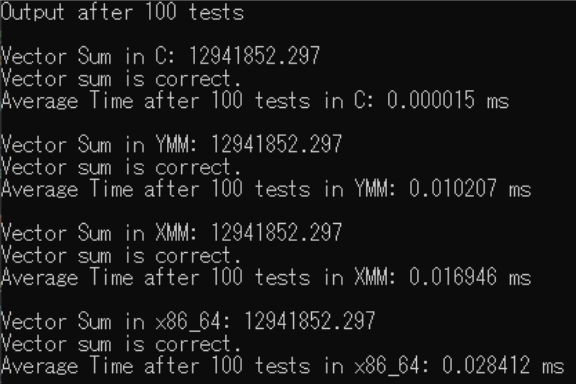 Output after 100 tests
Vector Sum in C: 12941852.297
Vector sum is correct.
Average Time after 100 tests in C: 0.000015 ms
Vector Sum in YMM: 12941852.297
Vector sum is correct.
Average Time after 100 tests in YMM: 0.010207 ms
Vector Sum in XMM: 12941852.297
Vector sum is correct.
Average Time after 100 tests in XMM: 0.016946 ms
Vector Sum in x86_64: 12941852.297
Vector sum is correct.
Average Time after 100 tests in x86_64: 0.028412 ms